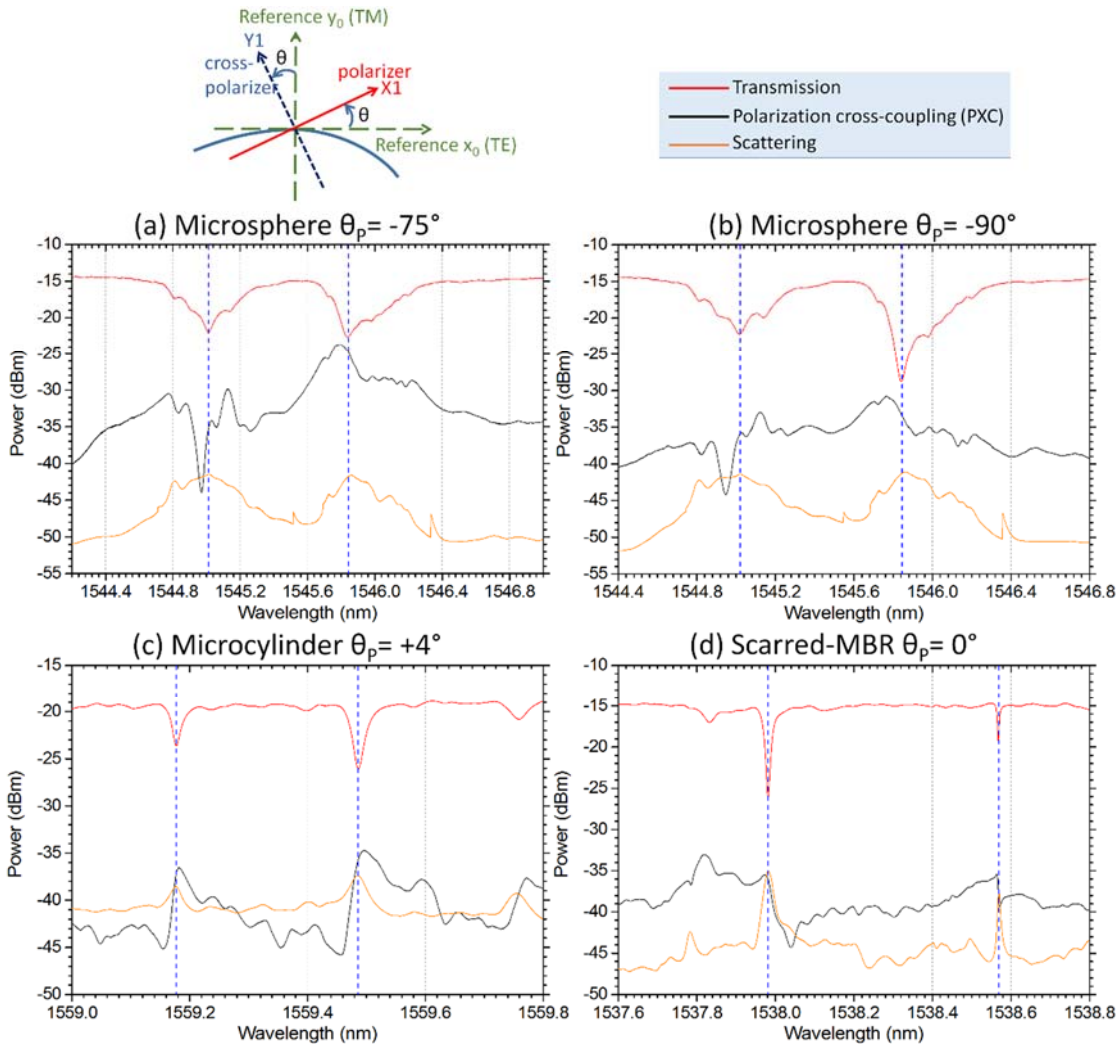 Reference y₀ (TM)
Y1
θ
cross-
polarizer
polarizer
X1
θ
Reference x₀ (TE)
Transmission
Polarization cross-coupling (PXC)
Scattering
(a) Microsphere θₚ= -75°
-10
-15
-20
-25
-30
-35
-40
-45
-50
-55
Power (dBm)
1544.4 1544.8 1545.2 1545.6 1546.0 1546.4 1546.8
Wavelength (nm)
(b) Microsphere θₚ= -90°
-10
-15
-20
-25
-30
-35
-40
-45
-50
-55
Power (dBm)
1544.4 1544.8 1545.2 1545.6 1546.0 1546.4 1546.8
Wavelength (nm)
(c) Microcylinder θₚ= +4°
-15
-20
-25
-30
-35
-40
-45
-50
Power (dBm)
1559.0 1559.2 1559.4 1559.6 1559.8
Wavelength (nm)
(d) Scarred-MBR θₚ= 0°
-10
-15
-20
-25
-30
-35
-40
-45
-50
Power (dBm)
1537.6 1537.8 1538.0 1538.2 1538.4 1538.6 1538.8
Wavelength (nm)